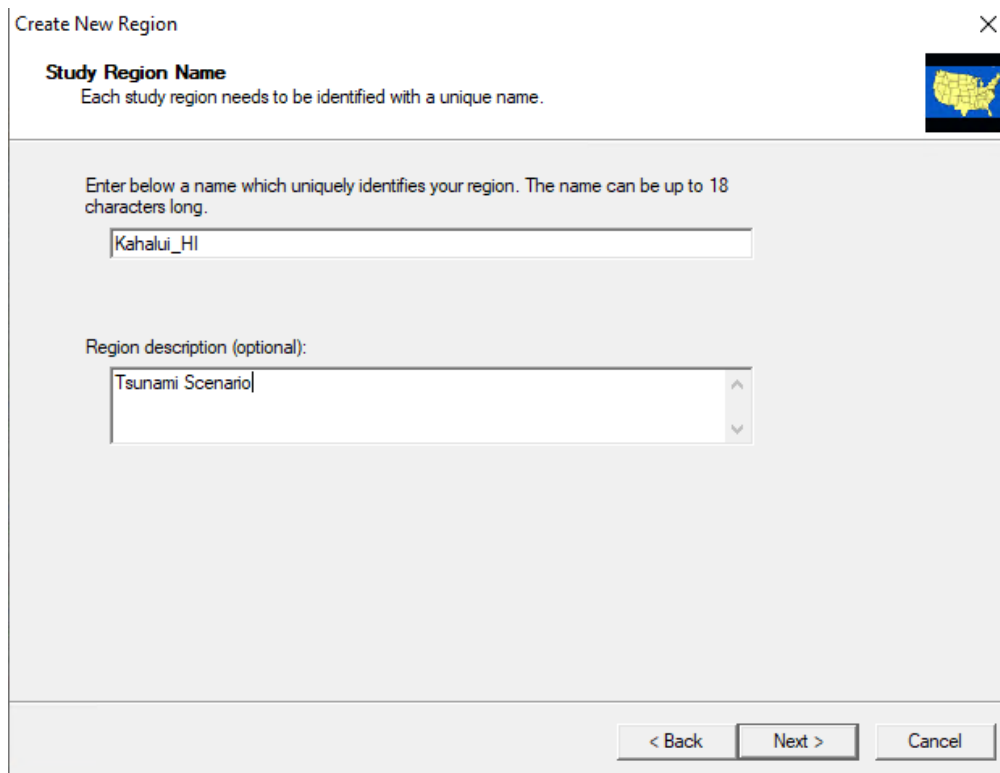 Create New Region
Study Region Name
Each study region needs to be identified with a unique name.
Enter below a name which uniquely identifies your region. The name can be up to 18
characters long.
Kahalui_HI
Region description (optional):
Tsunami Scenario
< Back
Next >
Cancel